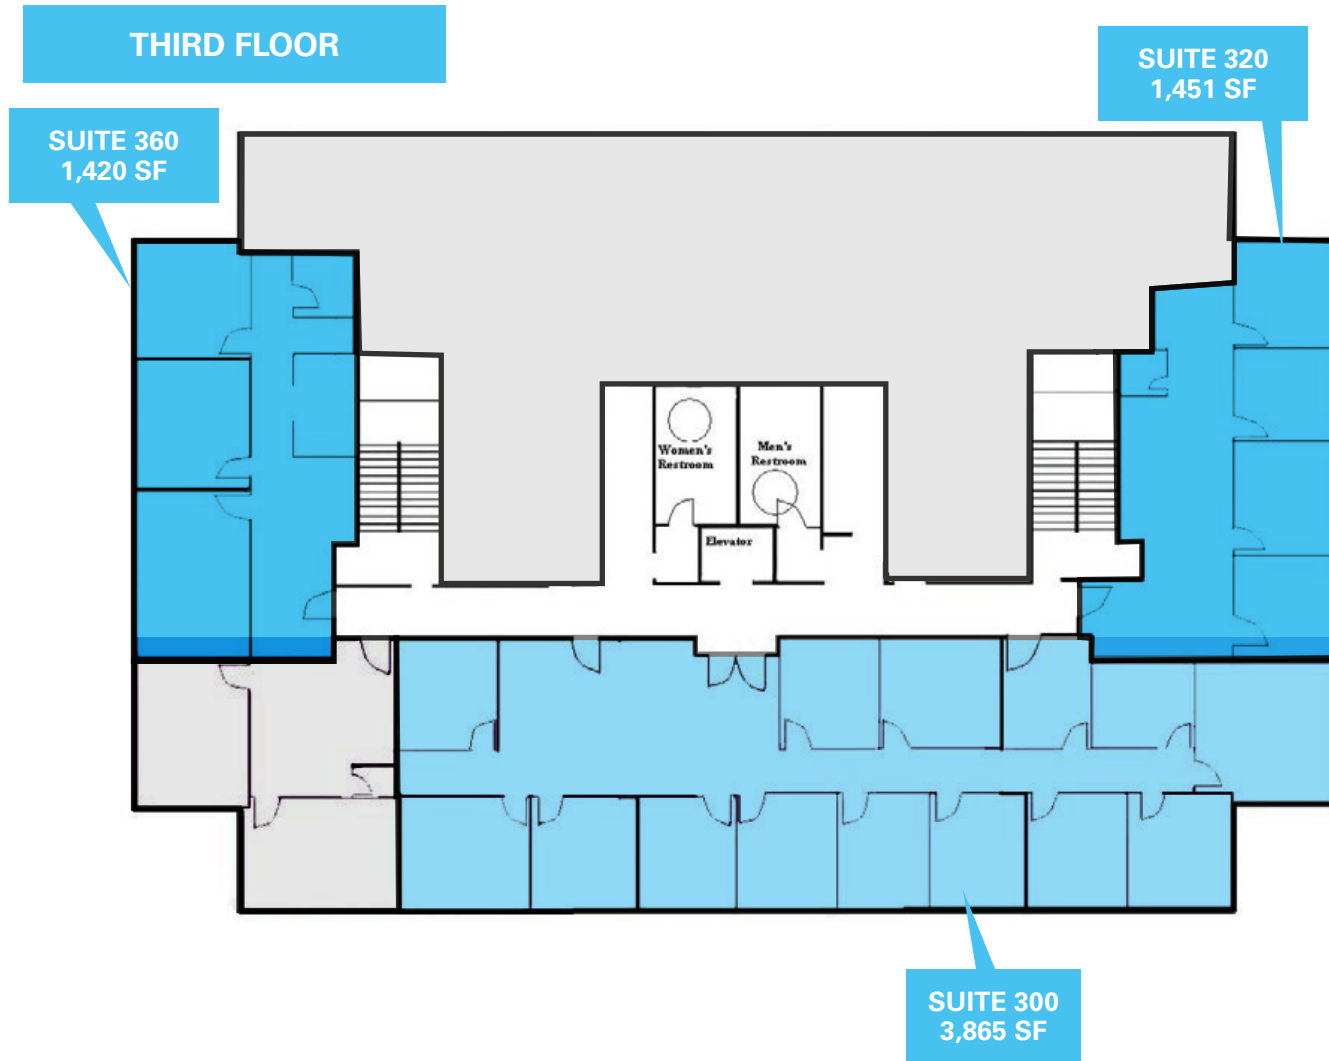 THIRD FLOOR
SUITE 320
1,451 SF
SUITE 360
1,420 SF
Women's
Restroom
Men's
Restroom
Elevator
SUITE 300
3,865 SF